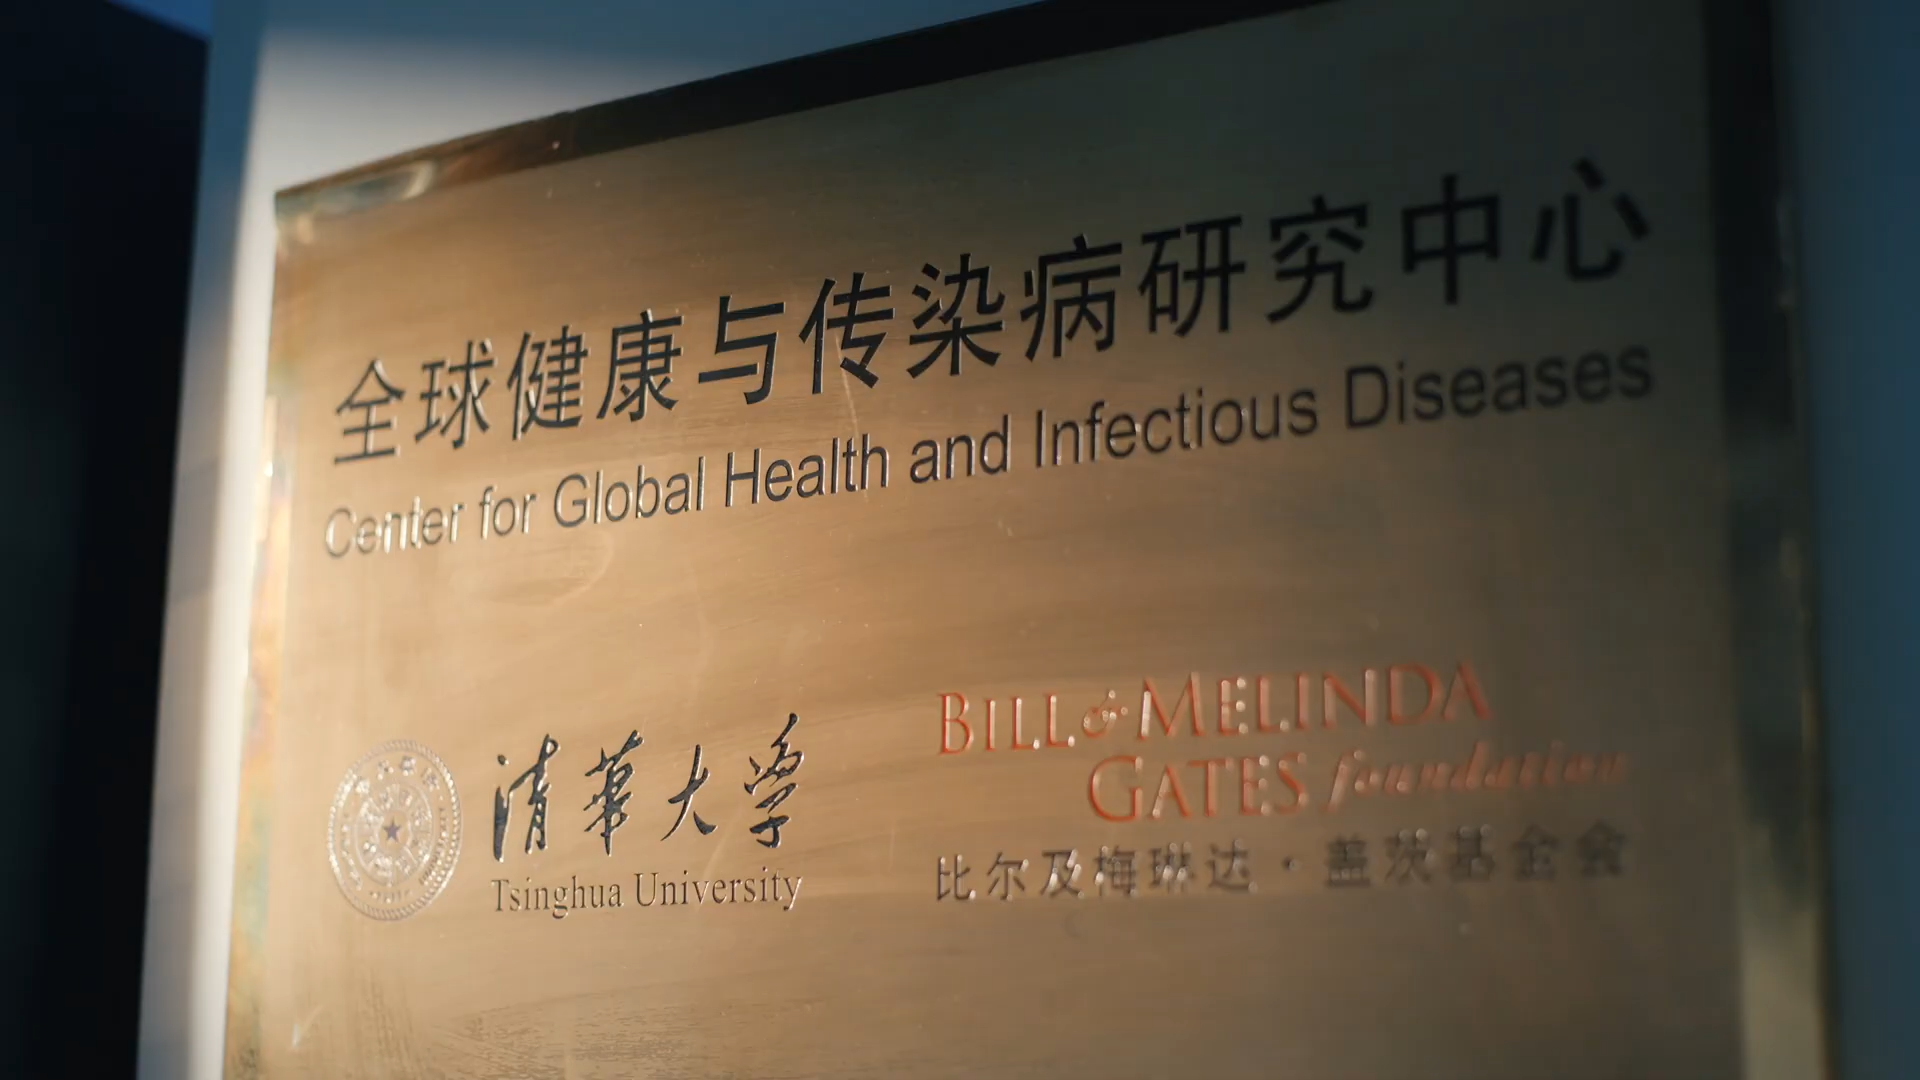 全球健康与传染病研究中心
Center for Global Health and Infectious Diseases
清华大学
Tsinghua University
BILL & MELINDA
GATES foundation
比尔及梅琳达·盖茨基金会